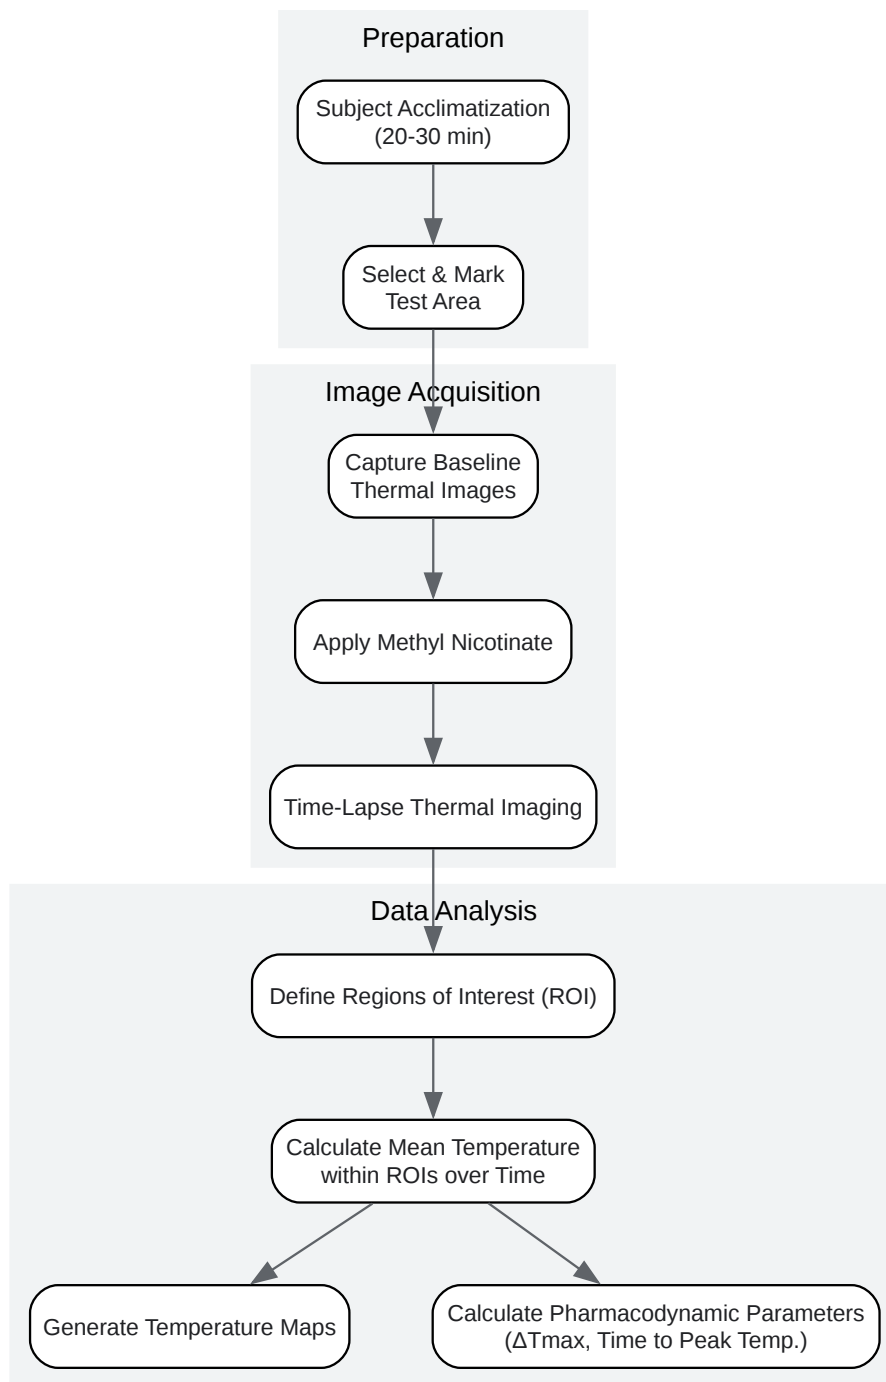 Preparation
Subject Acclimatization
(20-30 min)
Select & Mark
Test Area
Image Acquisition
Capture Baseline
Thermal Images
Apply Methyl Nicotinate
Time-Lapse Thermal Imaging
Data Analysis
Define Regions of Interest (ROI)
Calculate Mean Temperature
within ROIs over Time
Generate Temperature Maps
Calculate Pharmacodynamic Parameters
(ΔTmax, Time to Peak Temp.)